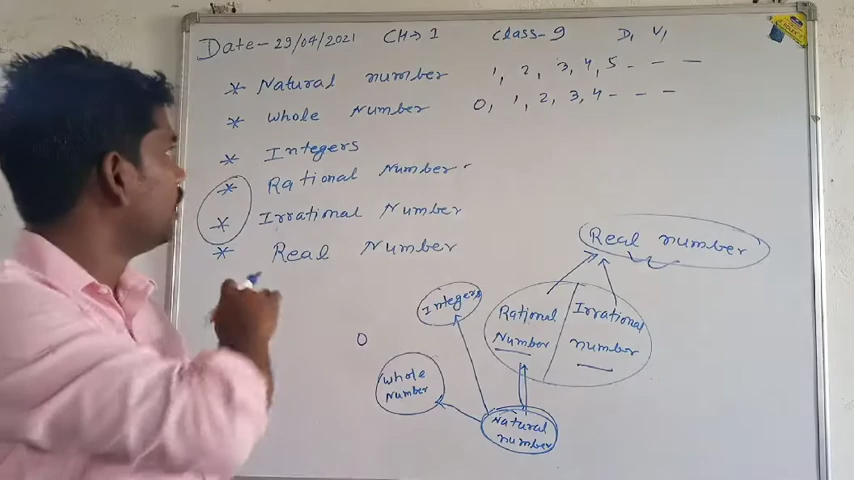 Date-29/04/2021 CH→1 Class-9 D, V,
* Natural number 1, 2, 3, 4, 5- - -
* Whole Number 0, 1, 2, 3, 4- - -
* Integers
* Rational Number
* Irrational Number
* Real Number
Real number
Integers
Rational Number
Irrational number
0
Whole Number
Natural number